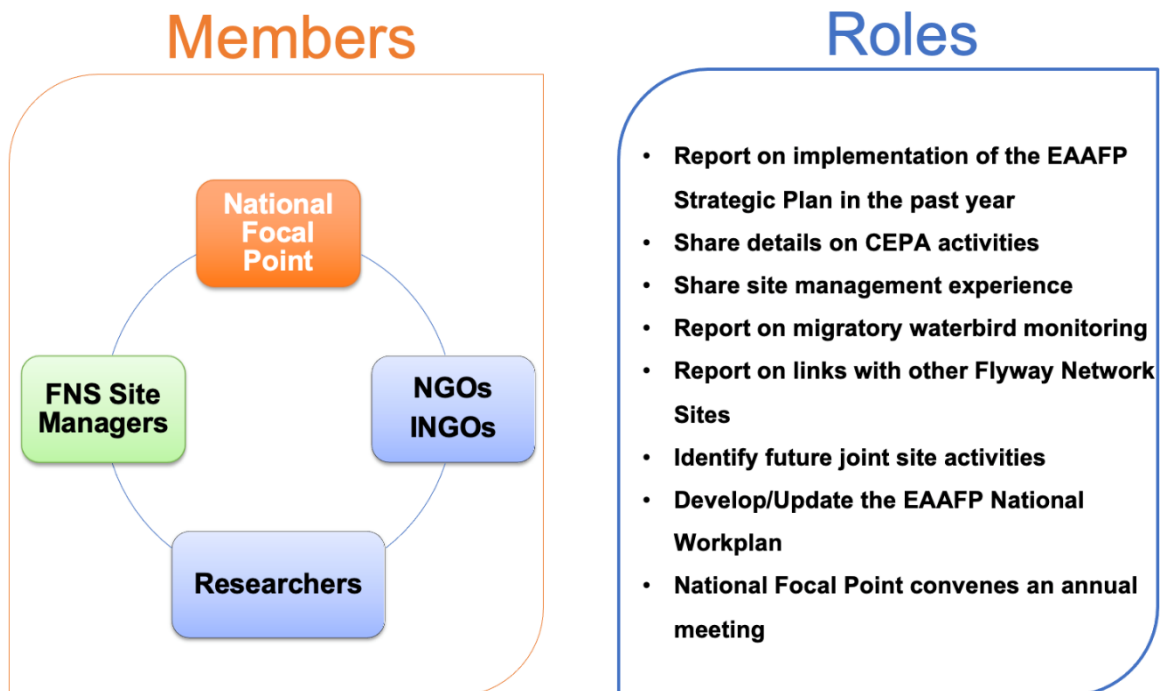 Members
National
Focal
Point
FNS Site
Managers
NGOs
INGOs
Researchers
Roles
• Report on implementation of the EAAFP
Strategic Plan in the past year
• Share details on CEPA activities
• Share site management experience
• Report on migratory waterbird monitoring
• Report on links with other Flyway Network
Sites
• Identify future joint site activities
• Develop/Update the EAAFP National
Workplan
• National Focal Point convenes an annual
meeting